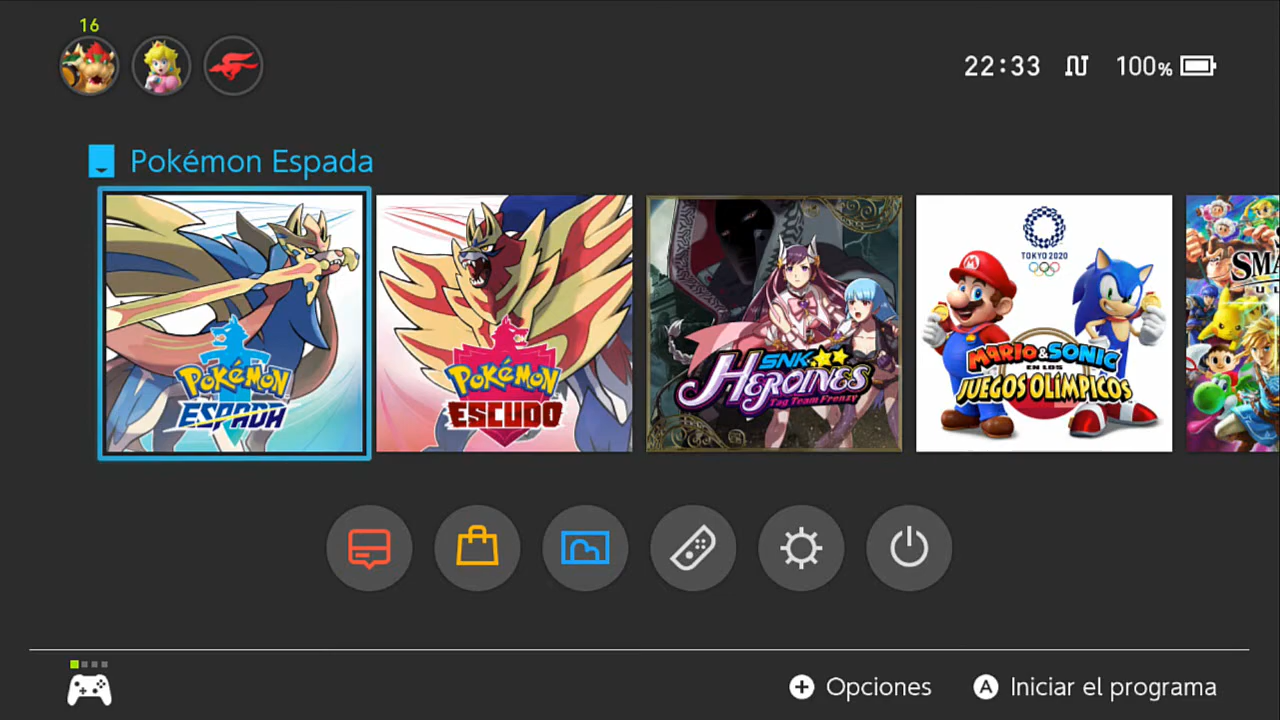 16
22:33
100%
Pokémon Espada
POKéMON
ESPADA
POKéMON
ESCUDO
SNK
HEROINES
Tag Team Frenzy
TOKYO 2020
MARIO & SONIC
EN LOS
JUEGOS OLÍMPICOS
SMA
U L
+ Opciones
A Iniciar el programa